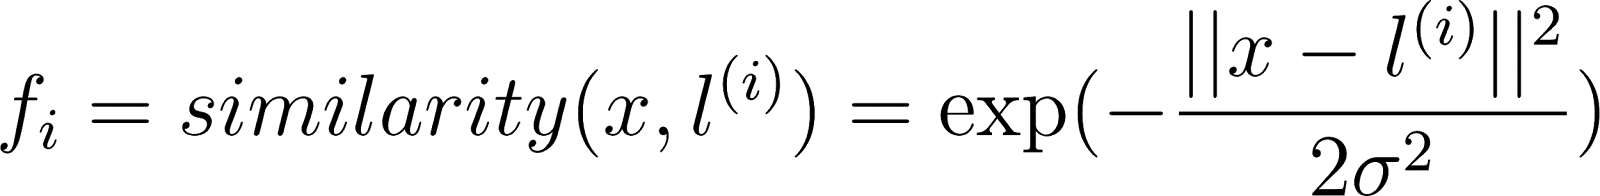 f_i = similarity(x, l^{(i)}) = \exp(-\frac{||x - l^{(i)}||^2}{2\sigma^2})